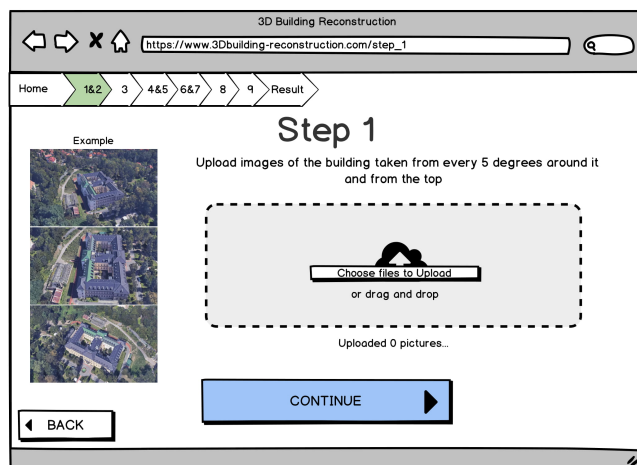 3D Building Reconstruction
https://www.3Dbuilding-reconstruction.com/step_1
Home 1&2 3 4&5 6&7 8 9 Result
Step 1
Example
Upload images of the building taken from every 5 degrees around it
and from the top
Choose files to Upload
or drag and drop
Uploaded 0 pictures...
CONTINUE
BACK